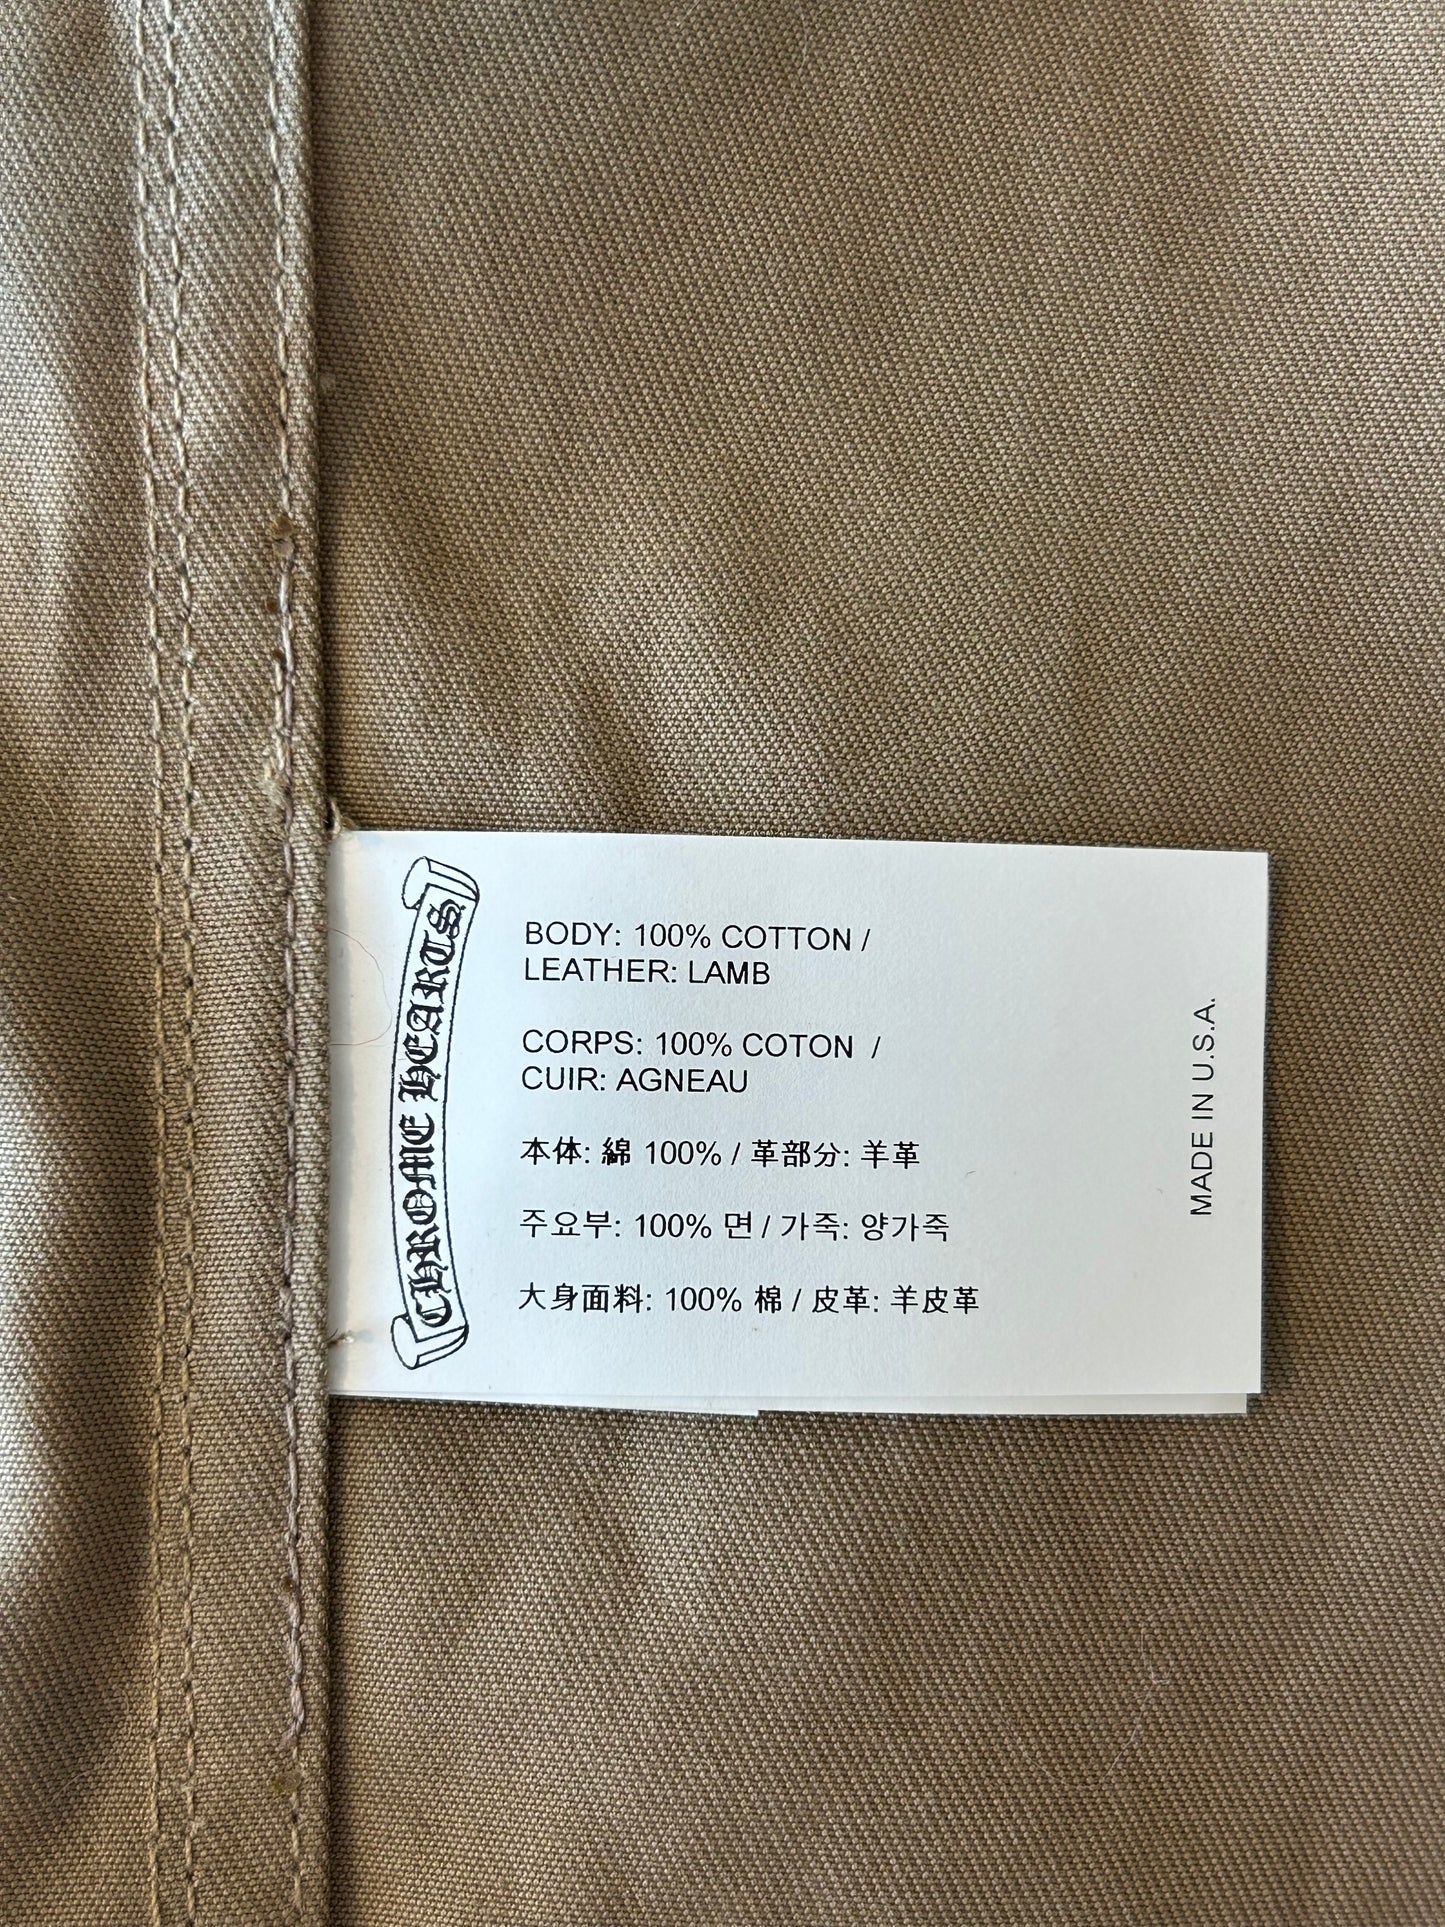 CHROME HEARTS
BODY: 100% COTTON /
LEATHER: LAMB
CORPS: 100% COTON /
CUIR: AGNEAU
本体: 綿 100% / 革部分: 羊革
주요부: 100% 면 / 가죽: 양가죽
大身面料: 100% 棉 / 皮革: 羊皮革
MADE IN U.S.A.